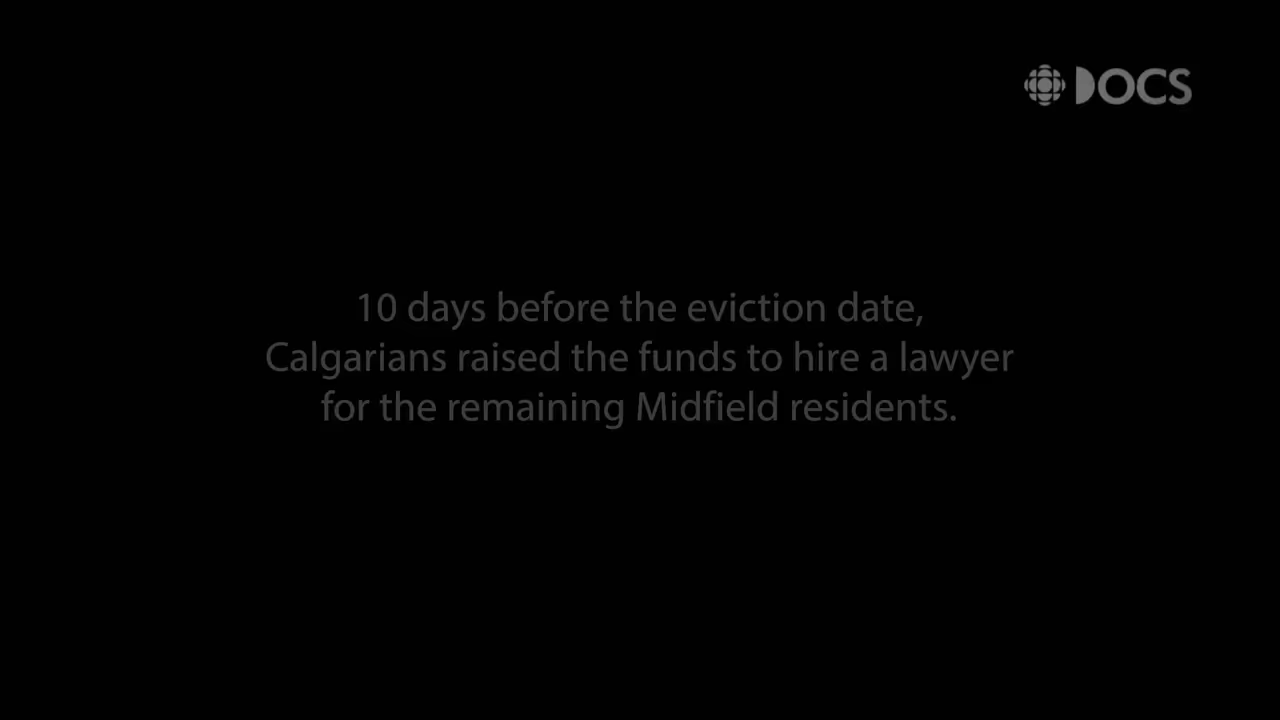 DOCS
10 days before the eviction date,
Calgarians raised the funds to hire a lawyer
for the remaining Midfield residents.